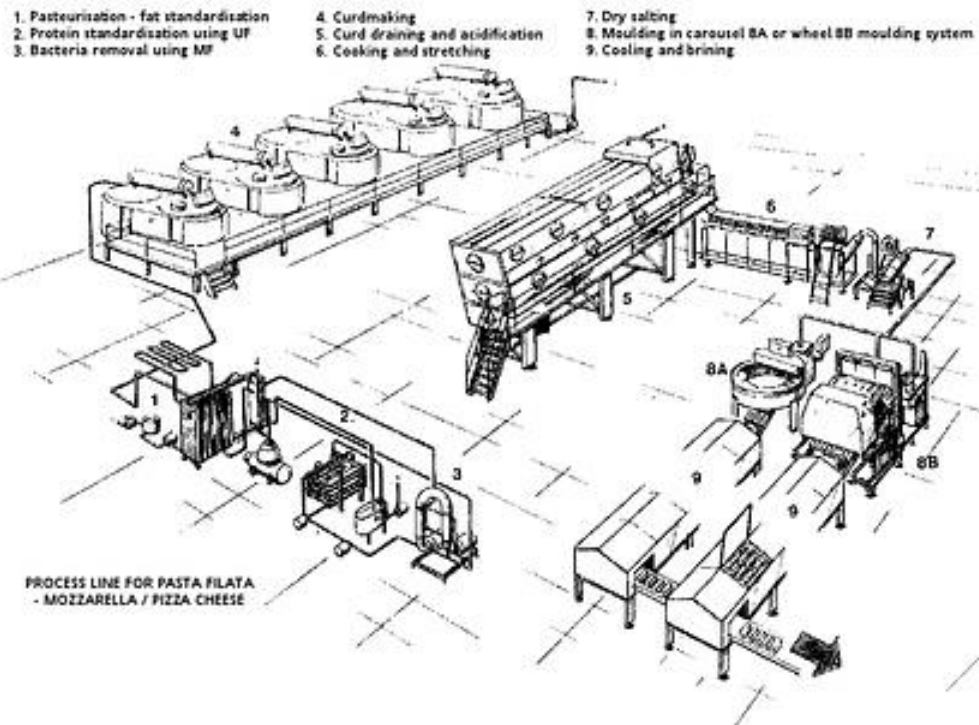 1. Pasteurisation - fat standardisation
2. Protein standardisation using UF
3. Bacteria removal using MF
4. Curdmaking
5. Curd draining and acidification
6. Cooking and stretching
7. Dry salting
8. Moulding in carousel 8A or wheel 8B moulding system
9. Cooling and brining
4
6
7
5
8A
1
2.
3
8B
9
9
PROCESS LINE FOR PASTA FILATA
- MOZZARELLA / PIZZA CHEESE